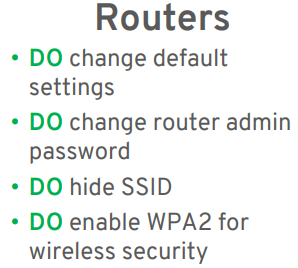 Routers
• DO change default
settings
• DO change router admin
password
• DO hide SSID
• DO enable WPA2 for
wireless security